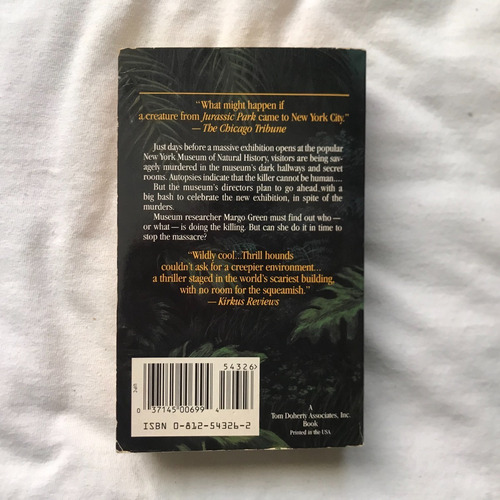 "What might happen if
a creature from Jurassic Park came to New York City."
— The Chicago Tribune
Just days before a massive exhibition opens at the popular
New York Museum of Natural History, visitors are being sav-
agely murdered in the museum's dark hallways and secret
rooms. Autopsies indicate that the killer cannot be human....
But the museum's directors plan to go ahead with a
big bash to celebrate the new exhibition, in spite of the
murders.
Museum researcher Margo Green must find out who—
or what—is doing the killing. But can she do it in time to
stop the massacre?
"Wildly cool...Thrill hounds
couldn't ask for a creepier environment...
a thriller staged in the world's scariest building,
with no room for the squeamish."
— Kirkus Reviews
54326
0 37145 00699 4
ISBN 0-812-54326-2
A
Tom Doherty Associates, Inc.
Book
Printed in the USA